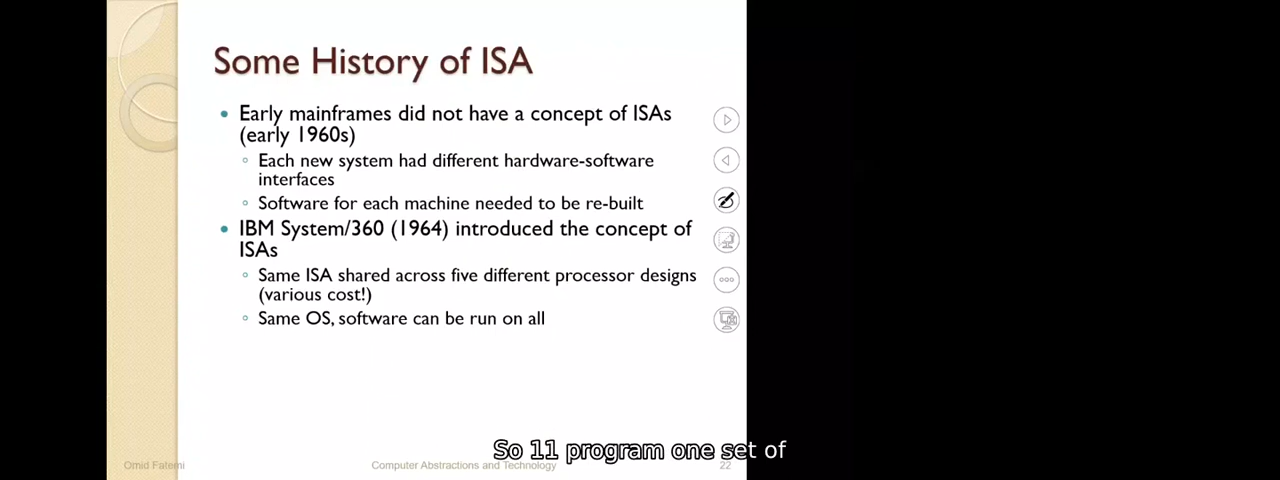 Some History of ISA
• Early mainframes did not have a concept of ISAs
(early 1960s)
◦ Each new system had different hardware-software
interfaces
◦ Software for each machine needed to be re-built
• IBM System/360 (1964) introduced the concept of
ISAs
◦ Same ISA shared across five different processor designs
(various cost!)
◦ Same OS, software can be run on all
So 11 program one set of
Omid Fatemi
Computer Abstractions and Technology
22